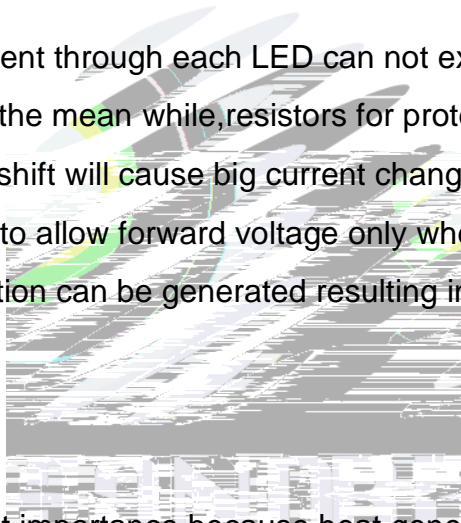 ent through each LED can not ex
the mean while,resistors for prote
shift will cause big current chang
to allow forward voltage only whe
tion can be generated resulting in
t importance because heat gene